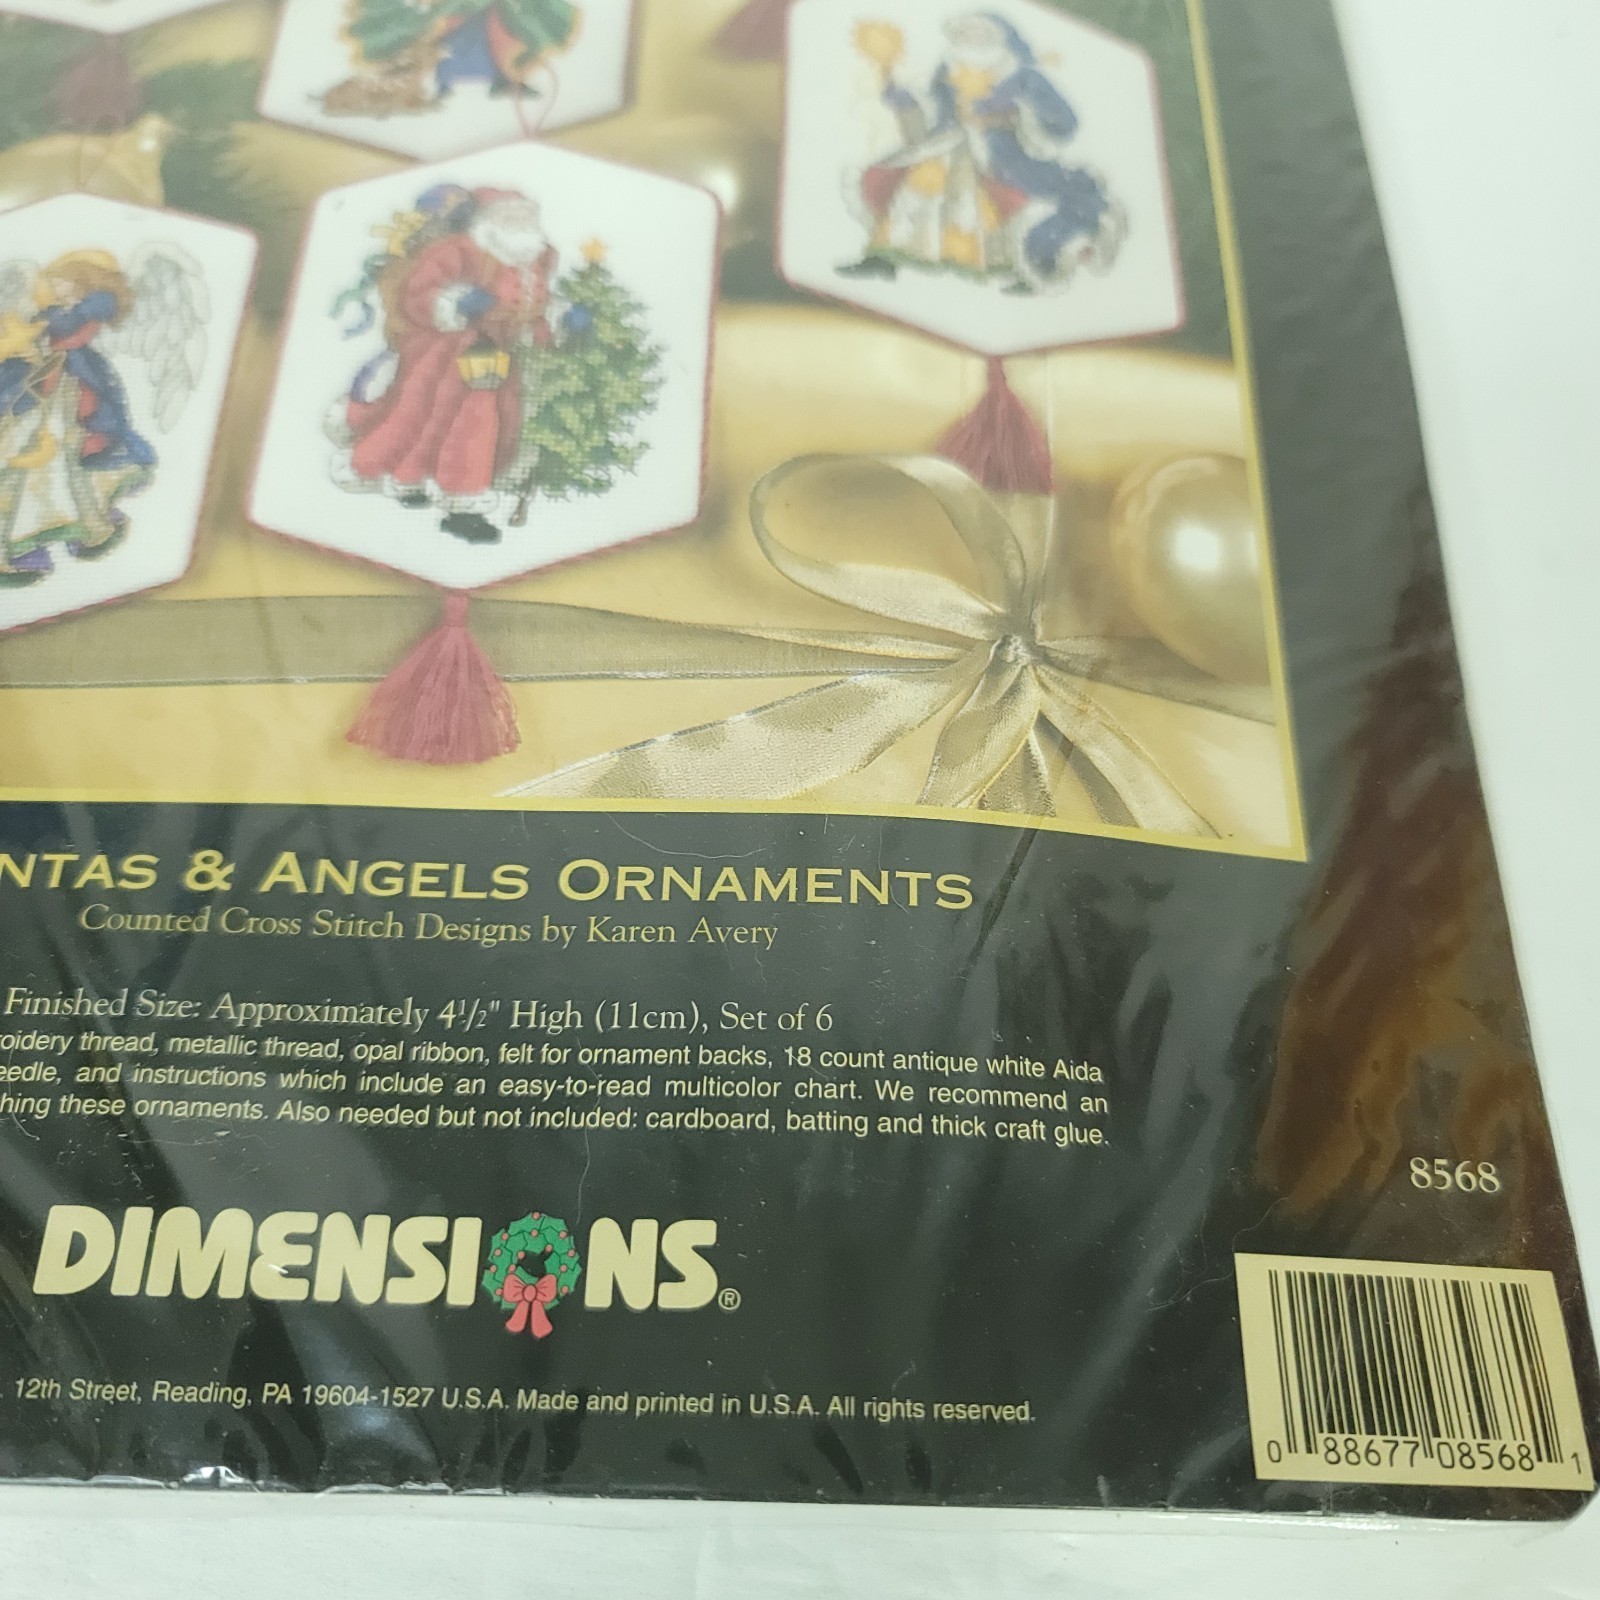 NTAS & ANGELS ORNAMENTS
Counted Cross Stitch Designs by Karen Avery
Finished Size: Approximately 4½" High (11cm), Set of 6
oidery thread, metallic thread, opal ribbon, felt for ornament backs, 18 count antique white Aida
eedle, and instructions which include an easy-to-read multicolor chart. We recommend an
hing these ornaments. Also needed but not included: cardboard, batting and thick craft glue.
8568
DIMENSIONS®
. 12th Street, Reading, PA 19604-1527 U.S.A. Made and printed in U.S.A. All rights reserved.
0 88677 08568 1